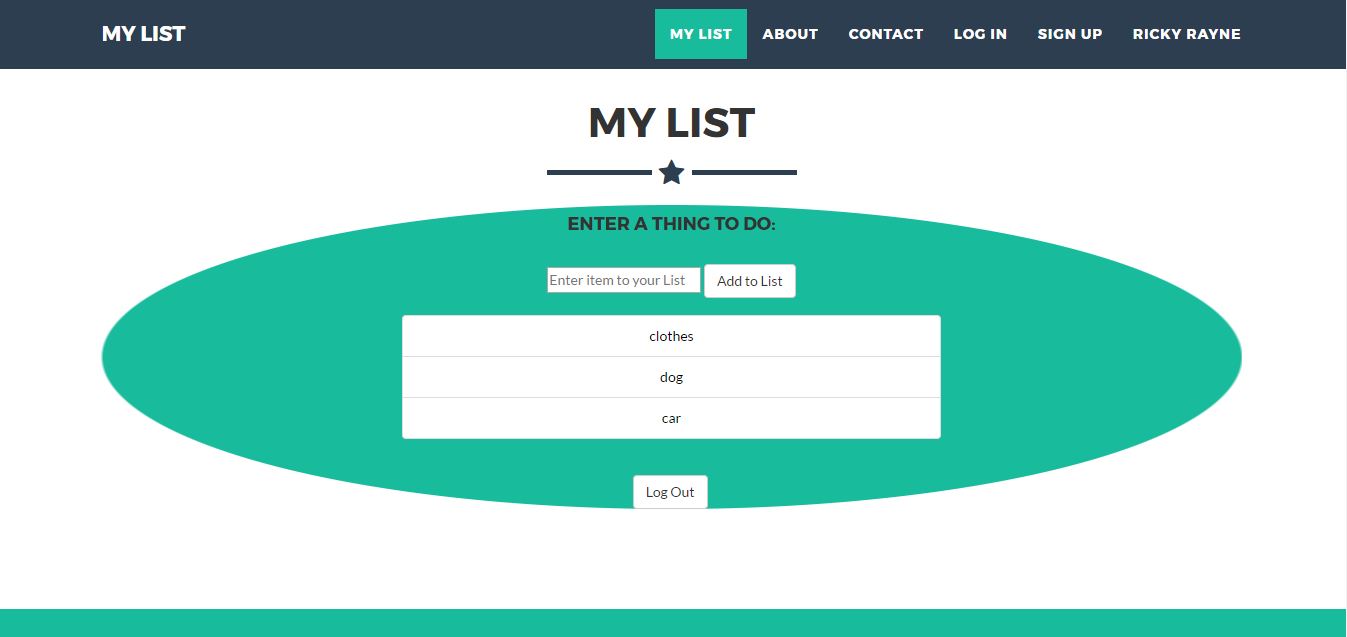 MY LIST
MY LIST ABOUT CONTACT LOG IN SIGN UP RICKY RAYNE
MY LIST
ENTER A THING TO DO:
Enter item to your List Add to List
clothes
dog
car
Log Out